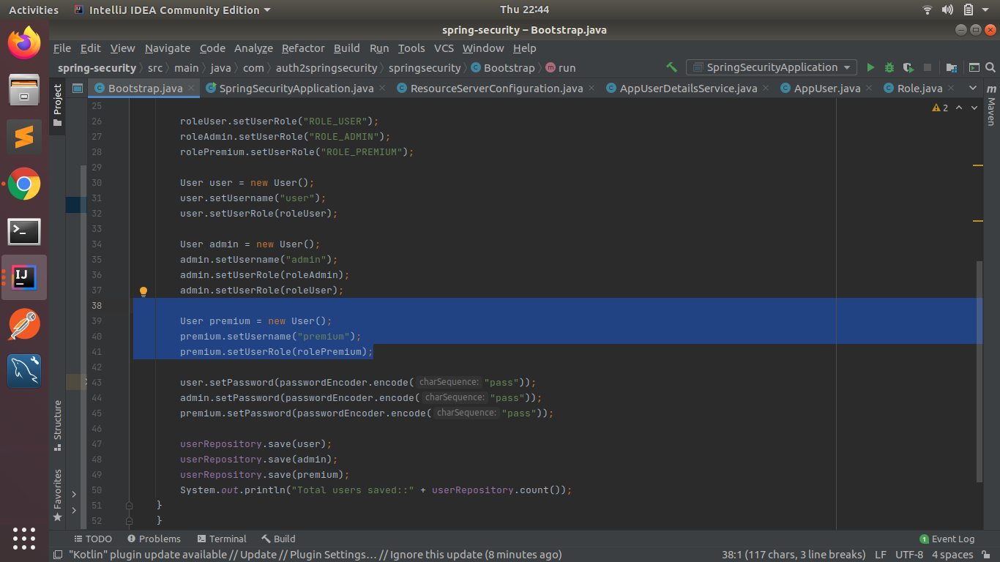 Activities IntelliJ IDEA Community Edition Thu 22:44
spring-security – Bootstrap.java
File Edit View Navigate Code Analyze Refactor Build Run Tools VCS Window Help
spring-security src main java com auth2springsecurity springsecurity Bootstrap run SpringSecurityApplication
Bootstrap.java SpringSecurityApplication.java ResourceServerConfiguration.java AppUserDetailsService.java AppUser.java Role.java
Project
Structure
Favorites
Maven
2
25
26 roleUser.setUserRole("ROLE_USER");
27 roleAdmin.setUserRole("ROLE_ADMIN");
28 rolePremium.setUserRole("ROLE_PREMIUM");
29
30 User user = new User();
31 user.setUsername("user");
32 user.setUserRole(roleUser);
33
34 User admin = new User();
35 admin.setUsername("admin");
36 admin.setUserRole(roleAdmin);
37 admin.setUserRole(roleUser);
38
39 User premium = new User();
40 premium.setUsername("premium");
41 premium.setUserRole(rolePremium);
42
43 user.setPassword(passwordEncoder.encode( charSequence: "pass"));
44 admin.setPassword(passwordEncoder.encode( charSequence: "pass"));
45 premium.setPassword(passwordEncoder.encode( charSequence: "pass"));
46
47 userRepository.save(user);
48 userRepository.save(admin);
49 userRepository.save(premium);
50 System.out.println("Total users saved::" + userRepository.count());
51 }
52 }
TODO Problems Terminal Build 1 Event Log
"Kotlin" plugin update available // Update // Plugin Settings... // Ignore this update (8 minutes ago) 38:1 (117 chars, 3 line breaks) LF UTF-8 4 spaces